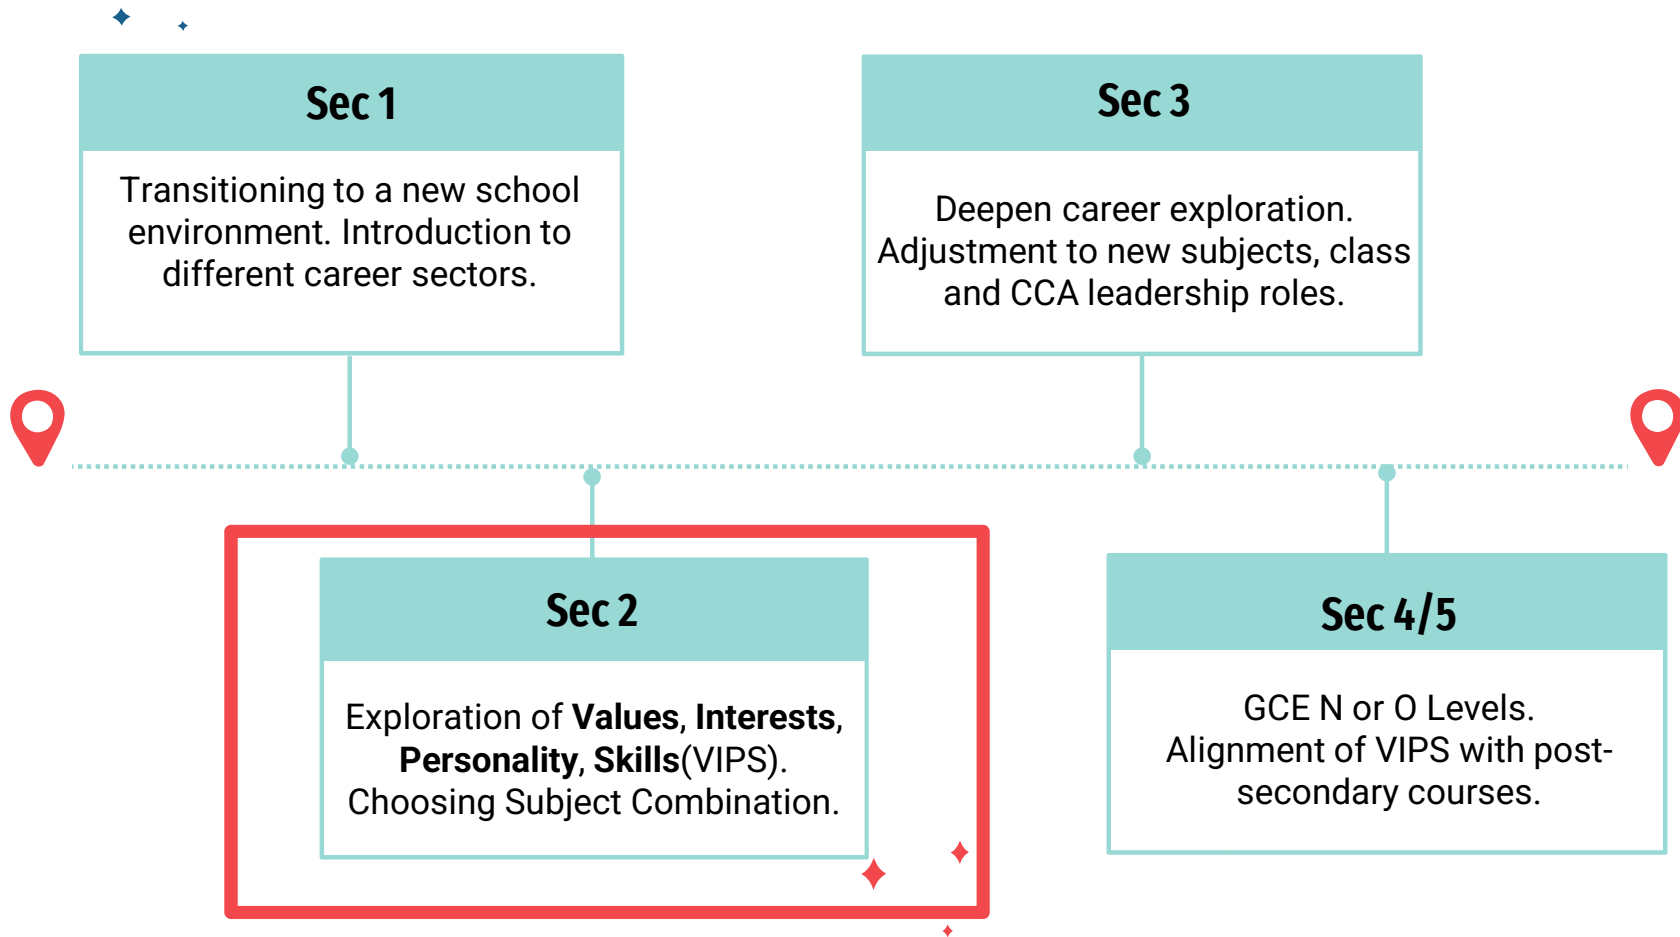 Sec 1
Transitioning to a new school
environment. Introduction to
different career sectors.
Sec 2
Exploration of Values, Interests,
Personality, Skills(VIPS).
Choosing Subject Combination.
Sec 3
Deepen career exploration.
Adjustment to new subjects, class
and CCA leadership roles.
Sec 4/5
GCE N or O Levels.
Alignment of VIPS with post-
secondary courses.